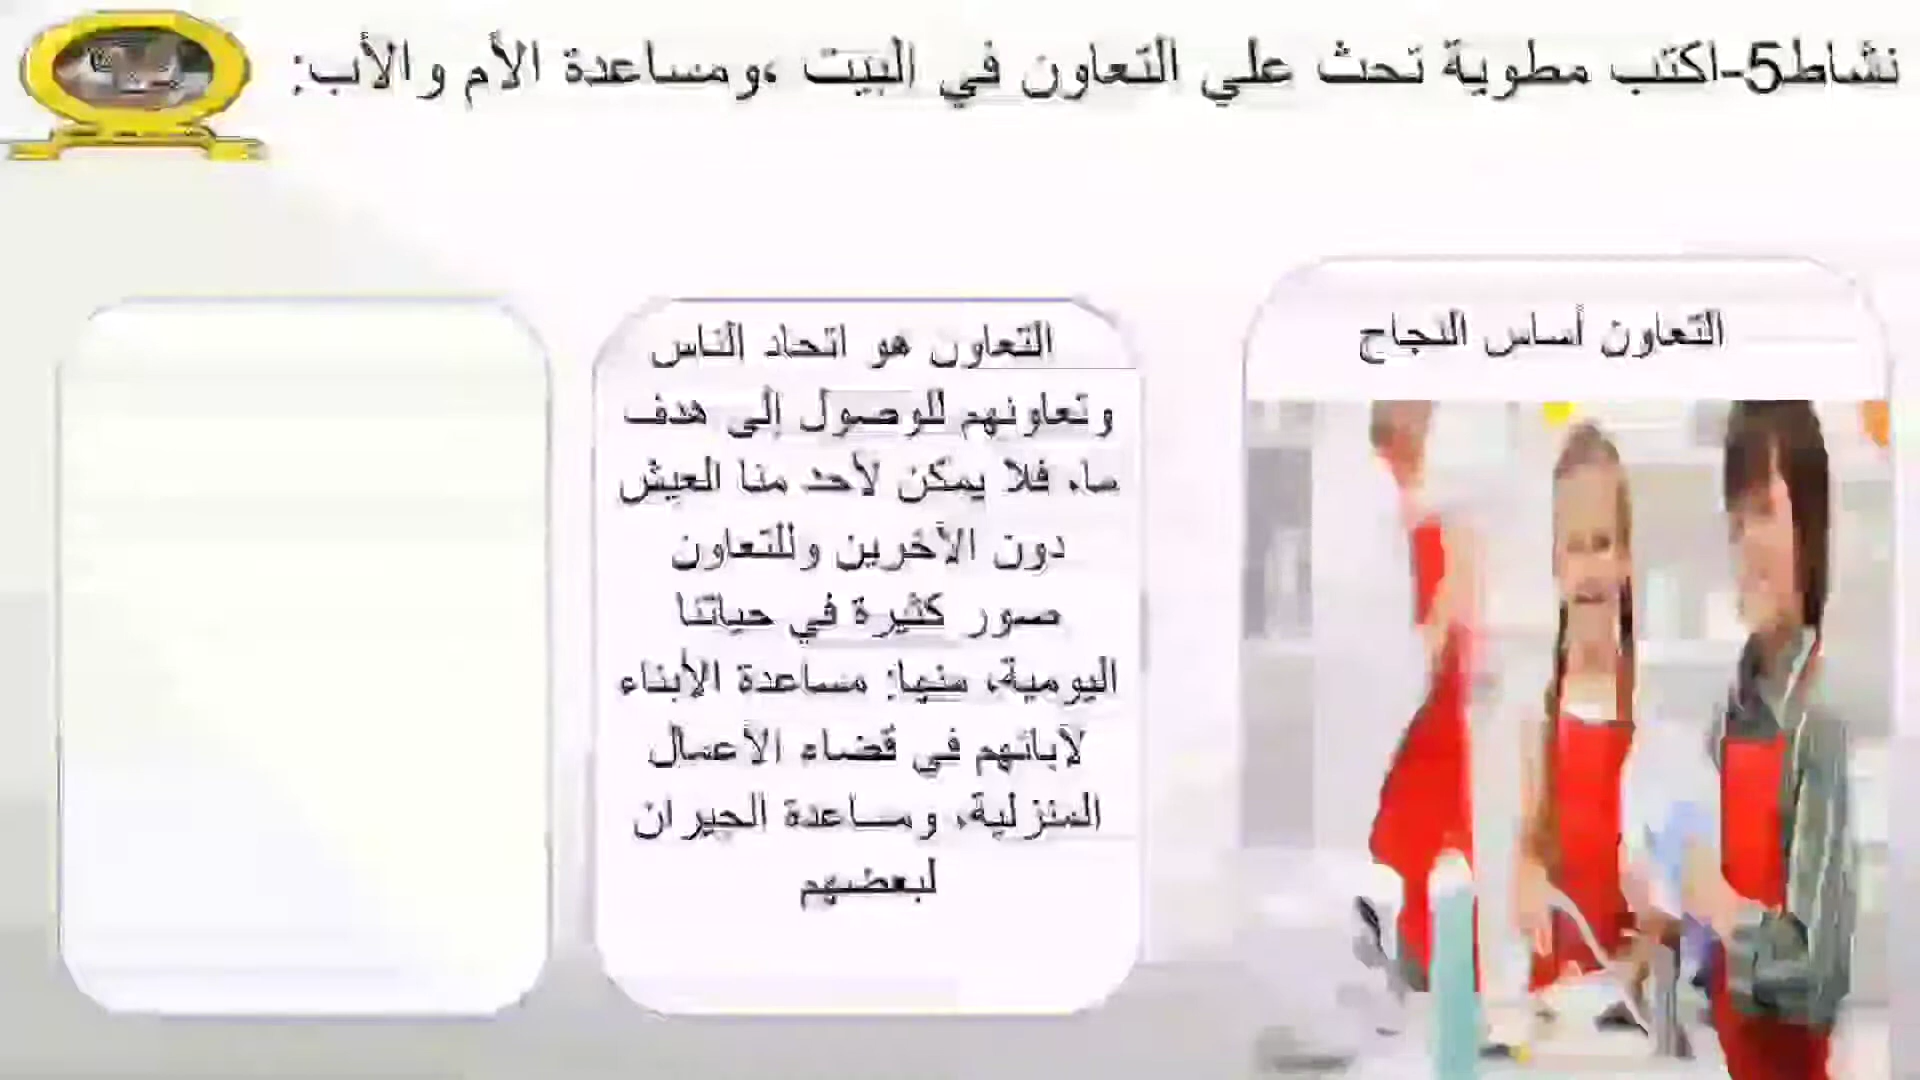 نشاط5-اكتب مطوية تحث علي التعاون في البيت ،ومساعدة الأم والأب:
التعاون أساس النجاح
التعاون هو اتحاد الناس
وتعاونهم للوصول إلى هدف
ما، فلا يمكن لأحد منا العيش
دون الآخرين وللتعاون
صور كثيرة في حياتنا
اليومية، منها: مساعدة الأبناء
لآبائهم في قضاء الأعمال
المنزلية، ومساعدة الجيران
لبعضهم